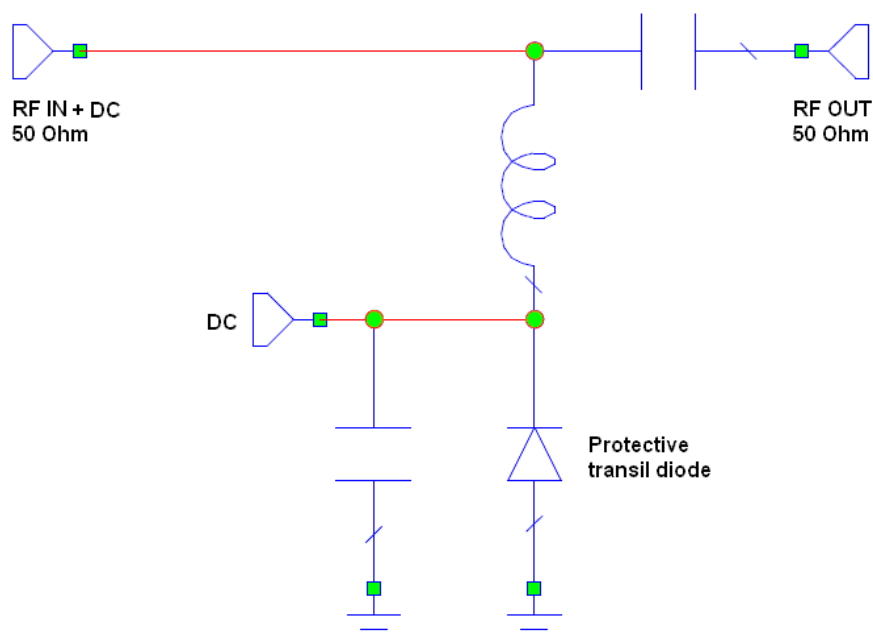 RF IN + DC
50 Ohm
RF OUT
50 Ohm
DC
Protective
transil diode